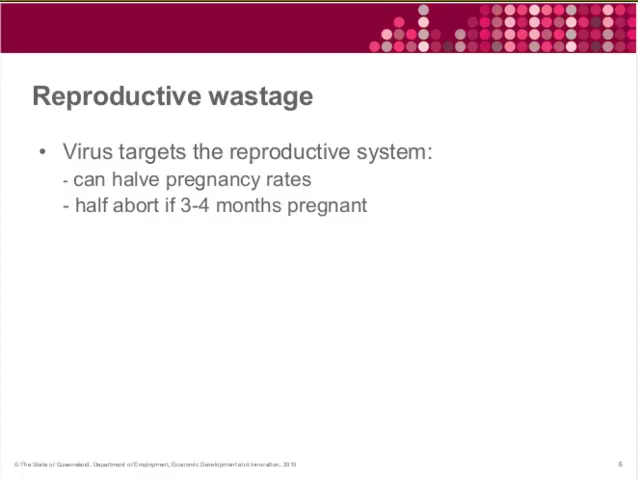 Reproductive wastage
• Virus targets the reproductive system:
- can halve pregnancy rates
- half abort if 3-4 months pregnant
© The State of Queensland, Department of Employment, Economic Development and Innovation, 2010
6